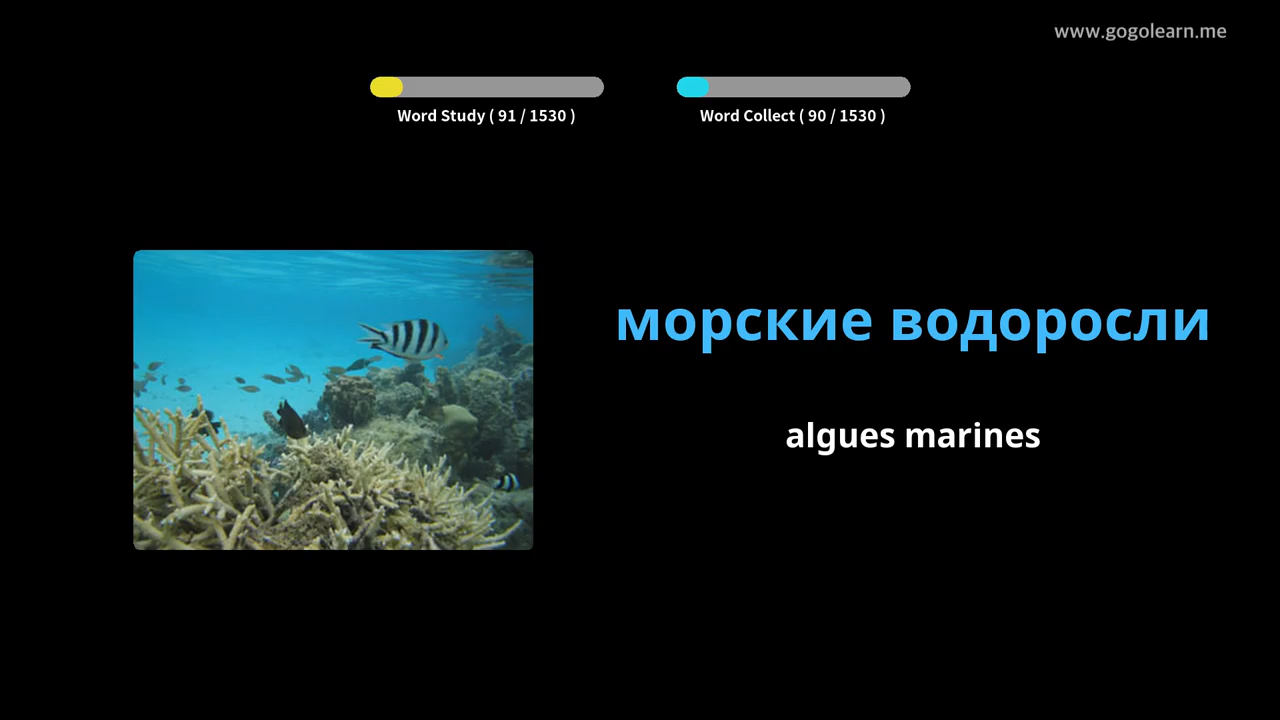 www.gogolearn.me
Word Study ( 91 / 1530 )
Word Collect ( 90 / 1530 )
морские водоросли
algues marines